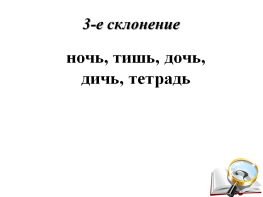 3-е склонение
ночь, тишь, дочь,
дичь, тетрадь